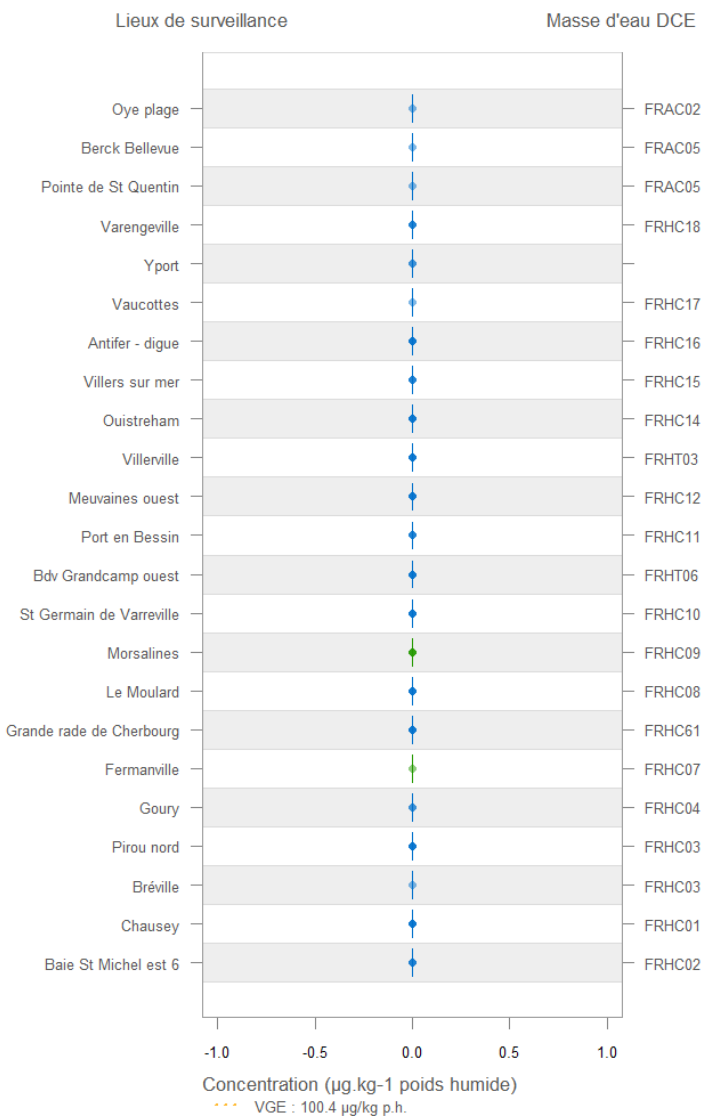 Lieux de surveillance Masse d'eau DCE
Oye plage FRAC02
Berck Bellevue FRAC05
Pointe de St Quentin FRAC05
Varengeville FRHC18
Yport
Vaucottes FRHC17
Antifer - digue FRHC16
Villers sur mer FRHC15
Ouistreham FRHC14
Villerville FRHT03
Meuvaines ouest FRHC12
Port en Bessin FRHC11
Bdv Grandcamp ouest FRHT06
St Germain de Varreville FRHC10
Morsalines FRHC09
Le Moulard FRHC08
Grande rade de Cherbourg FRHC61
Fermanville FRHC07
Goury FRHC04
Pirou nord FRHC03
Bréville FRHC03
Chausey FRHC01
Baie St Michel est 6 FRHC02
-1.0 -0.5 0.0 0.5 1.0
Concentration (µg.kg-1 poids humide)
VGE : 100.4 µg/kg p.h.